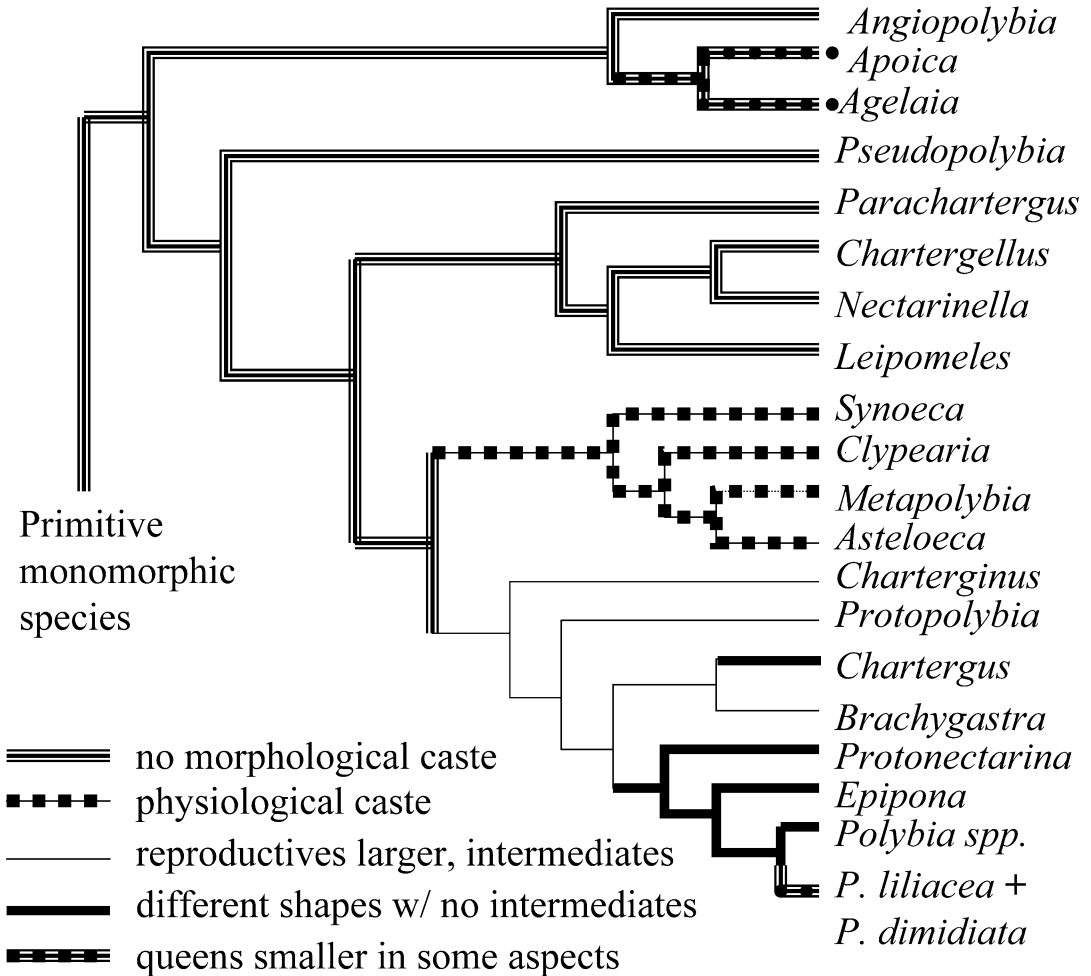 Angiopolybia
Apoica
Agelaia
Pseudopolybia
Parachartergus
Chartergellus
Nectarinella
Leipomeles
Synoeca
Clypearia
Metapolybia
Asteloeca
Charterginus
Protopolybia
Chartergus
Brachygastra
Protonectarina
Epipona
Polybia spp.
P. liliacea +
P. dimidiata
Primitive
monomorphic
species
no morphological caste
physiological caste
reproductives larger, intermediates
different shapes w/ no intermediates
queens smaller in some aspects